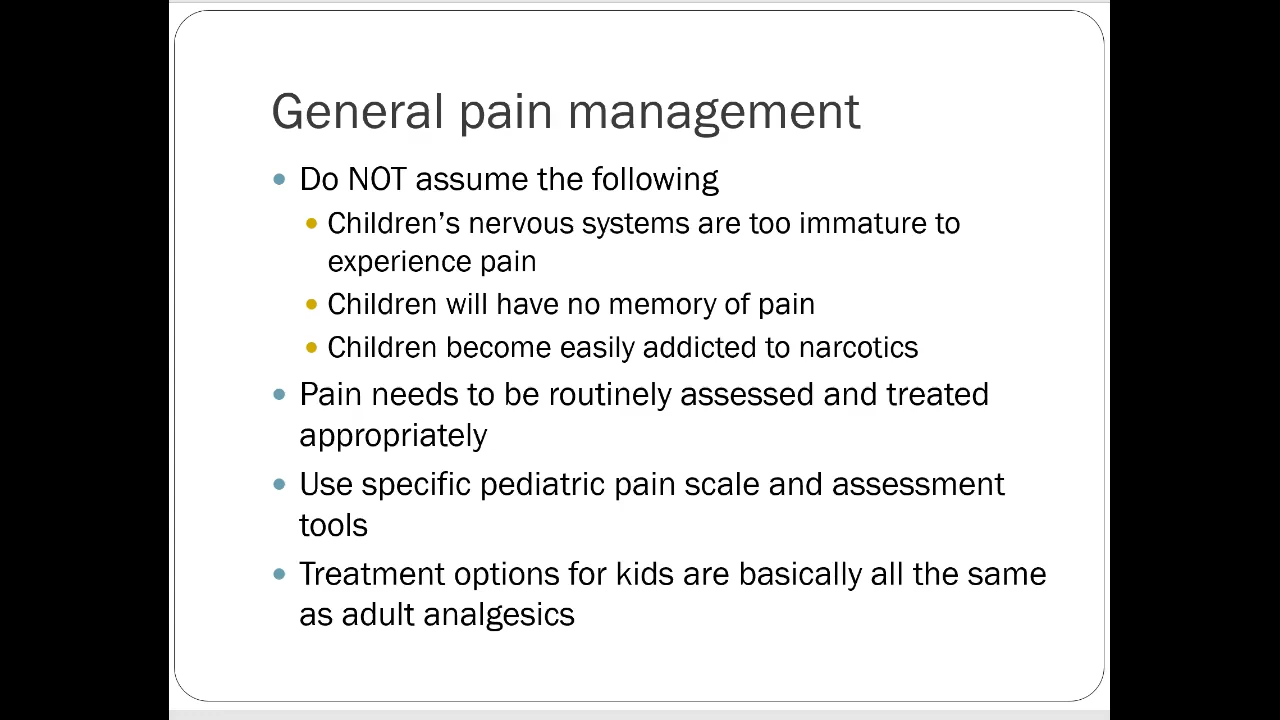 General pain management
Do NOT assume the following
Children’s nervous systems are too immature to
experience pain
Children will have no memory of pain
Children become easily addicted to narcotics
Pain needs to be routinely assessed and treated
appropriately
Use specific pediatric pain scale and assessment
tools
Treatment options for kids are basically all the same
as adult analgesics